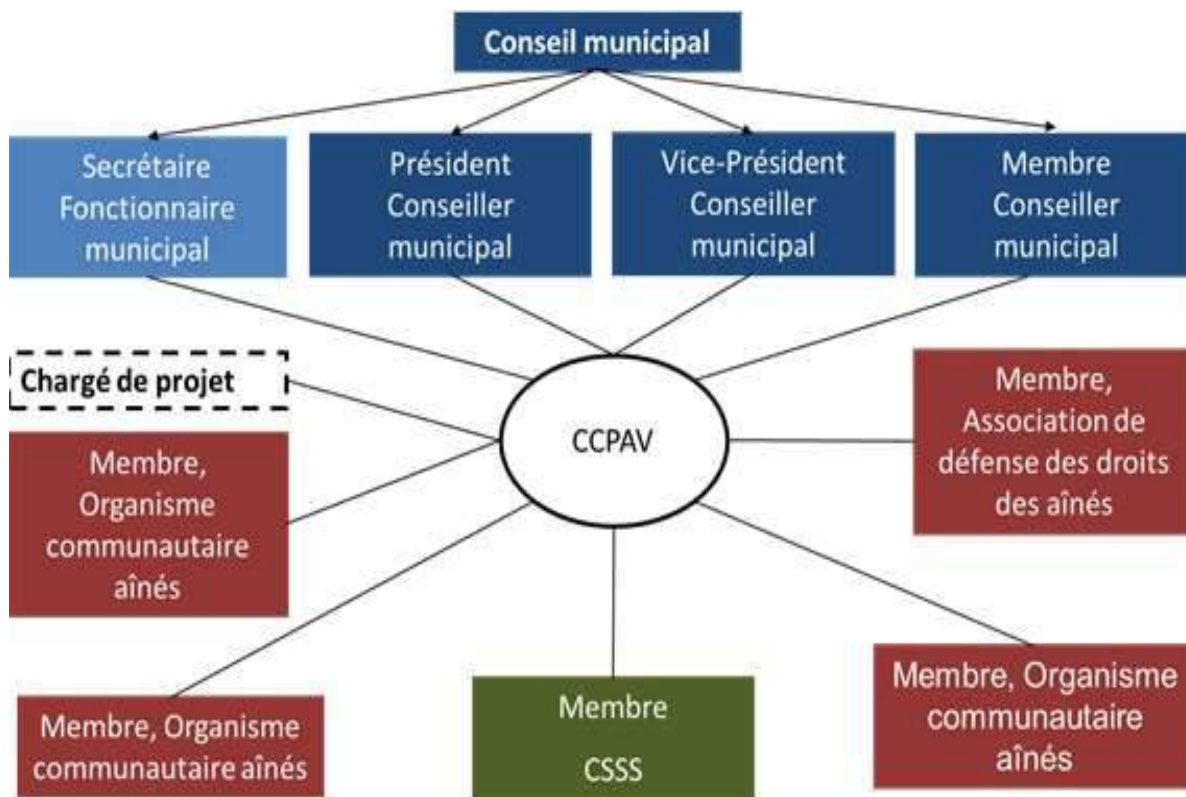 Conseil municipal
Secrétaire
Fonctionnaire
municipal
Président
Conseiller
municipal
Vice-Président
Conseiller
municipal
Membre
Conseiller
municipal
Chargé de projet
CCPAV
Membre,
Association de
défense des droits
des aînés
Membre,
Organisme
communautaire
aînés
Membre, Organisme
communautaire aînés
Membre
CSSS
Membre, Organisme
communautaire
aînés